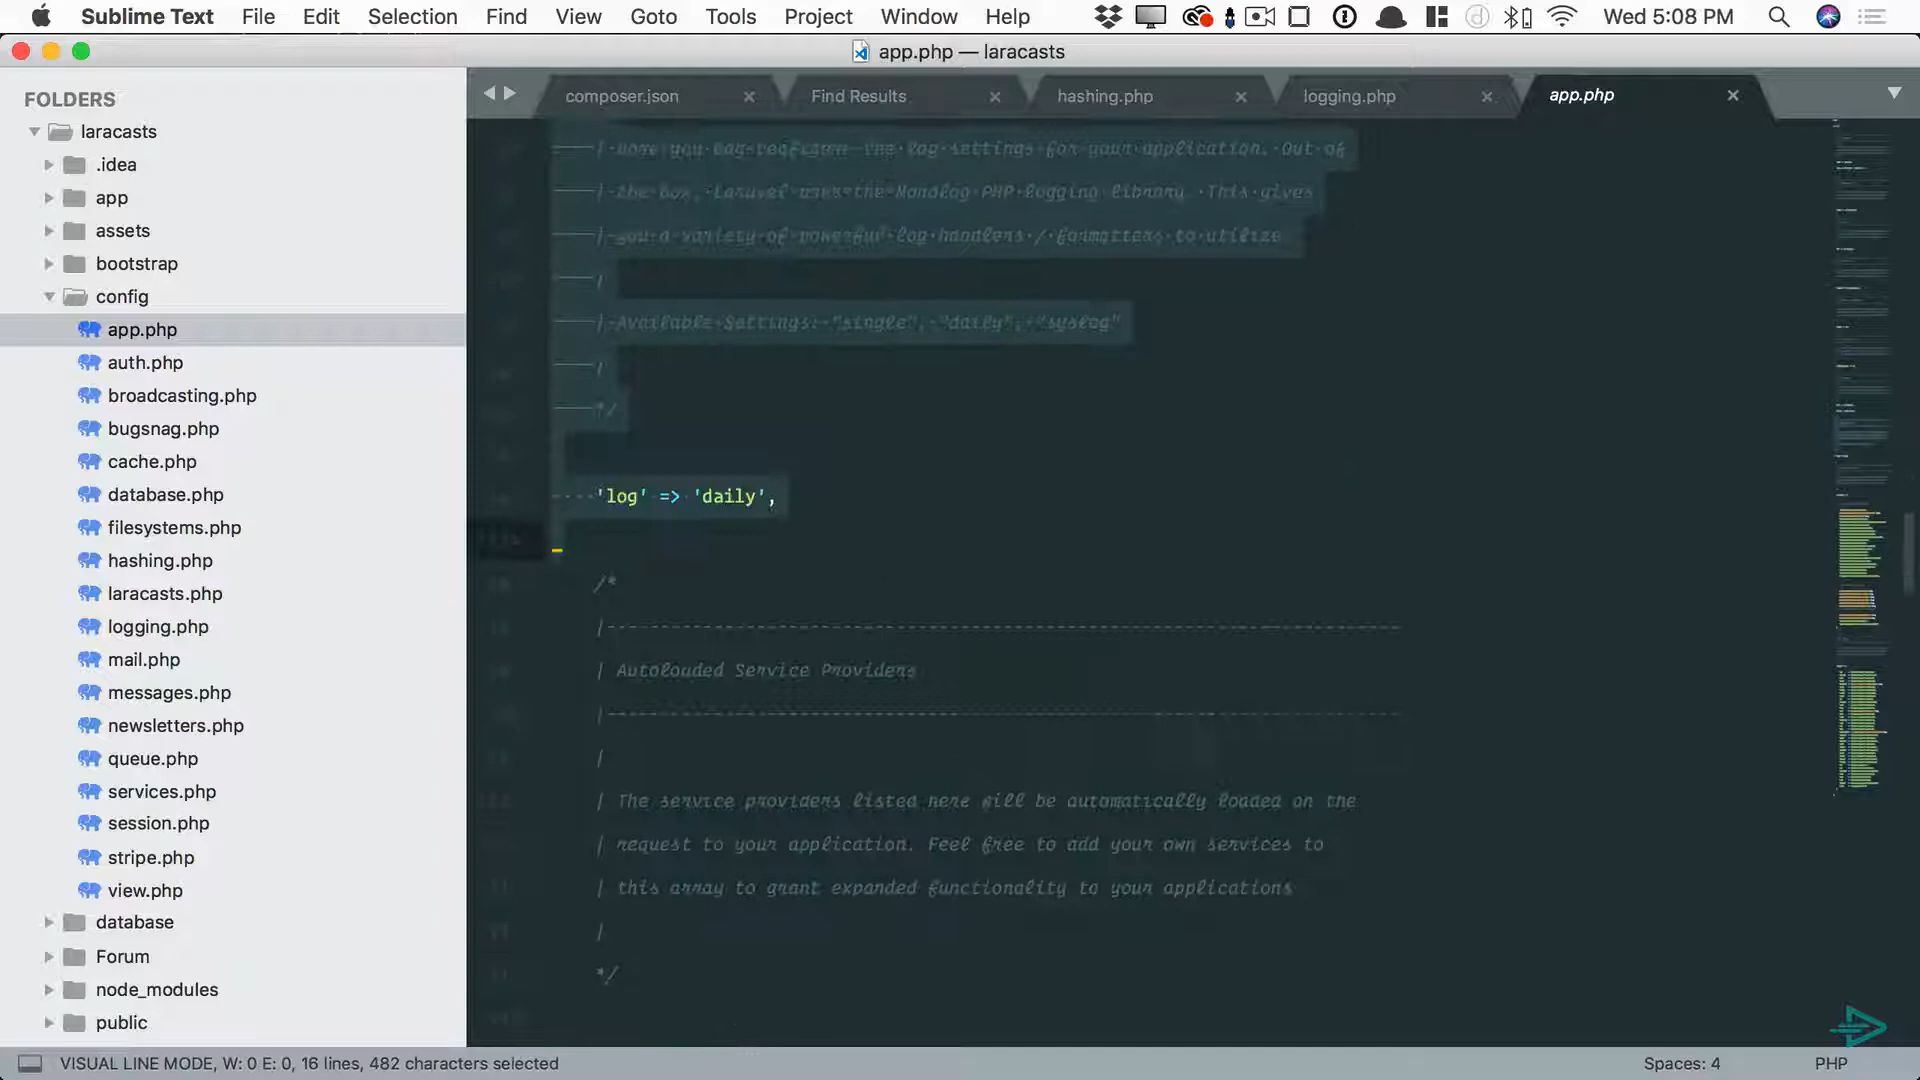 Sublime Text File Edit Selection Find View Goto Tools Project Window Help Wed 5:08 PM
app.php — laracasts
FOLDERS
laracasts
.idea
app
assets
bootstrap
config
app.php
auth.php
broadcasting.php
bugsnag.php
cache.php
database.php
filesystems.php
hashing.php
laracasts.php
logging.php
mail.php
messages.php
newsletters.php
queue.php
services.php
session.php
stripe.php
view.php
database
Forum
node_modules
public
composer.json Find Results hashing.php logging.php app.php
| Here you may configure the log settings for your application. Out of
| the box, Laravel uses the Monolog PHP logging library. This gives
| you a variety of powerful log handlers / formatters to utilize
|
| Available Settings: "single", "daily", "syslog"
|
*/
'log' => 'daily',
/*
|--------------------------------------------------------------------------
| Autoloaded Service Providers
|--------------------------------------------------------------------------
|
| The service providers listed here will be automatically loaded on the
| request to your application. Feel free to add your own services to
| this array to grant expanded functionality to your applications
|
*/
VISUAL LINE MODE, W: 0 E: 0, 16 lines, 482 characters selected Spaces: 4 PHP